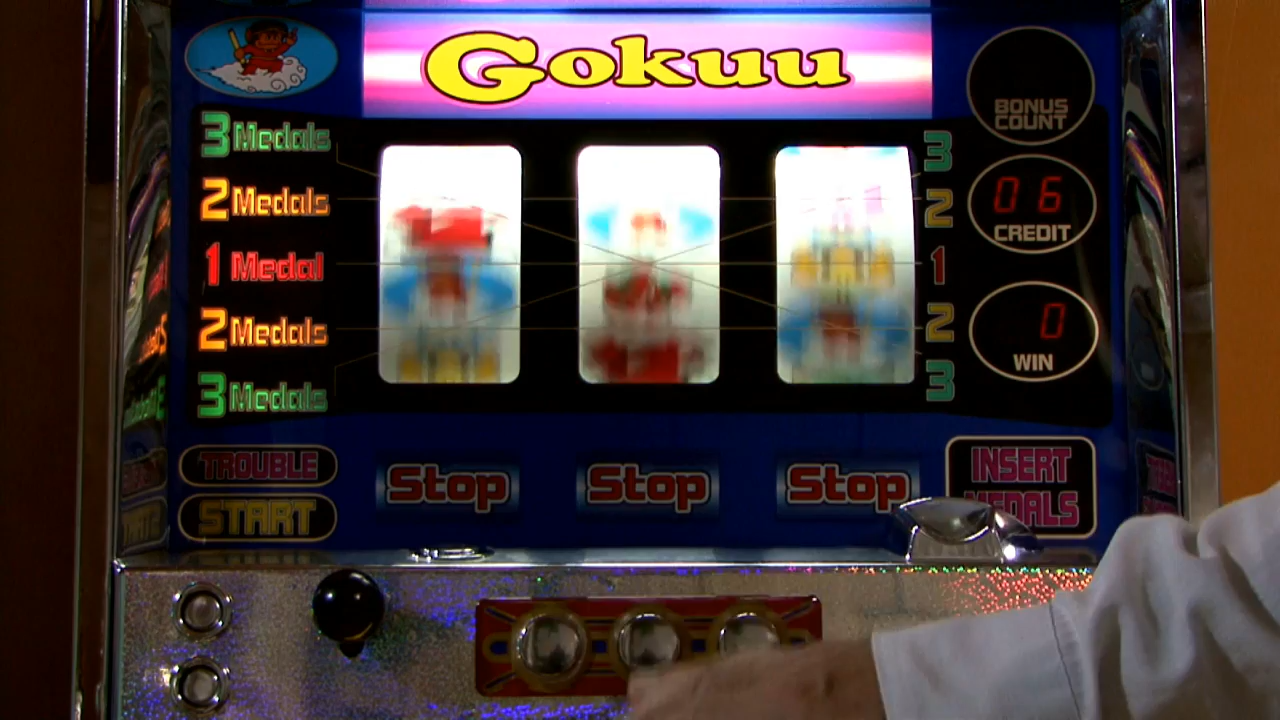 Gokuu
BONUS
COUNT
3 Medals
2 Medals
1 Medal
2 Medals
3 Medals
3
2
1
2
3
06
CREDIT
0
WIN
TROUBLE
START
Stop
Stop
Stop
INSERT
MEDALS